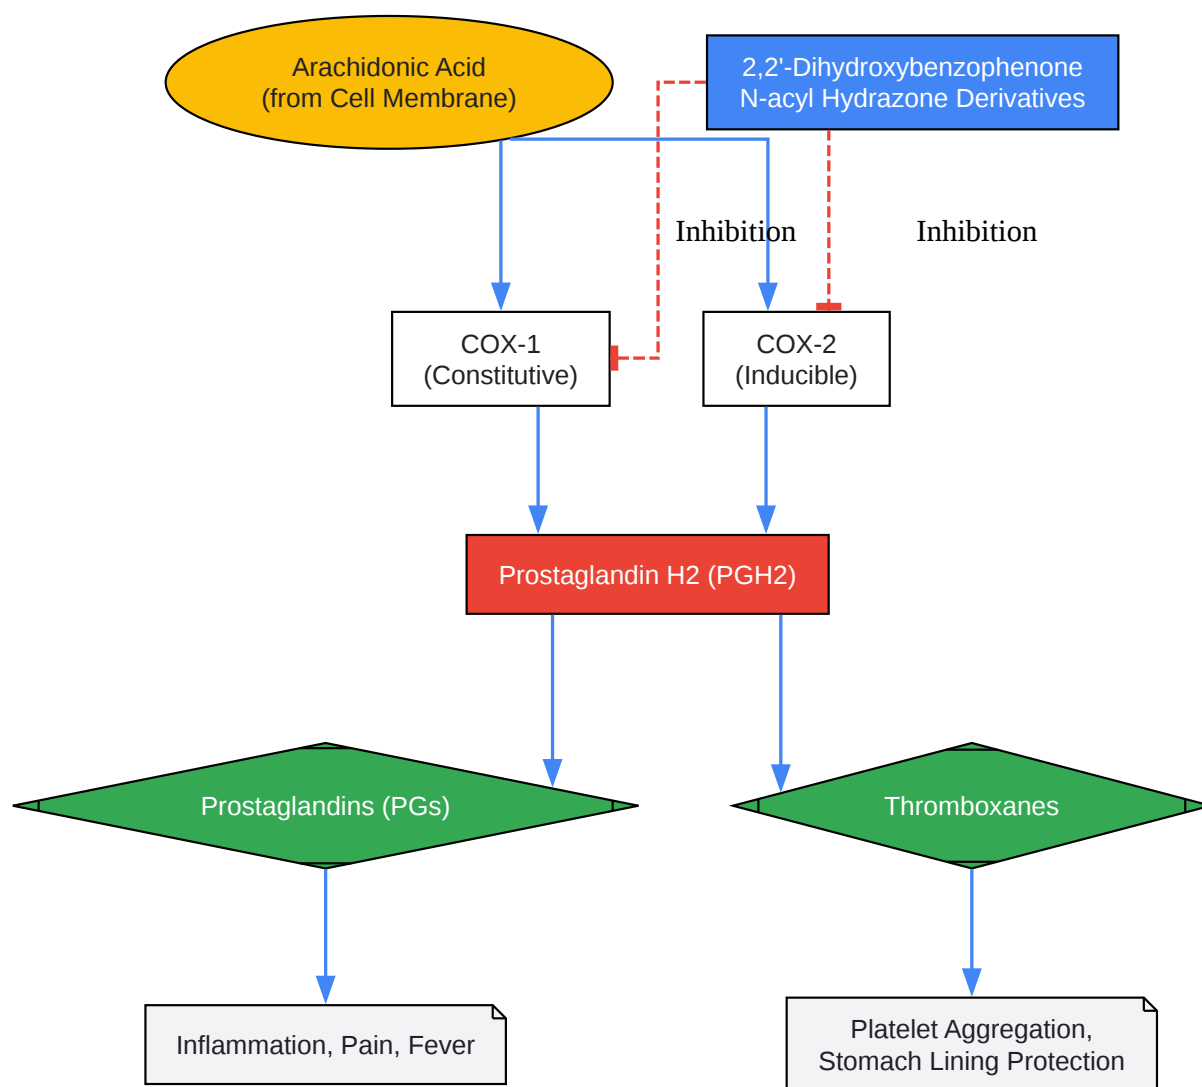 Arachidonic Acid
(from Cell Membrane)
2,2'-Dihydroxybenzophenone
N-acyl Hydrazone Derivatives
Inhibition
Inhibition
COX-1
(Constitutive)
COX-2
(Inducible)
Prostaglandin H2 (PGH2)
Prostaglandins (PGs)
Thromboxanes
Inflammation, Pain, Fever
Platelet Aggregation,
Stomach Lining Protection